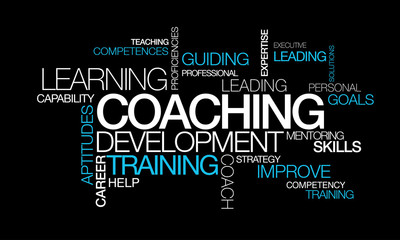 TEACHING
COMPETENCES
PROFICIENCIES
GUIDING
PROFESSIONAL
EXPERTISE
EXECUTIVE
LEADING
SOLUTIONS
LEARNING
LEADING
PERSONAL
CAPABILITY
GOALS
COACHING
APTITUDES
DEVELOPMENT
MENTORING
SKILLS
CAREER
TRAINING
COACH
STRATEGY
IMPROVE
HELP
COMPETENCY
TRAINING